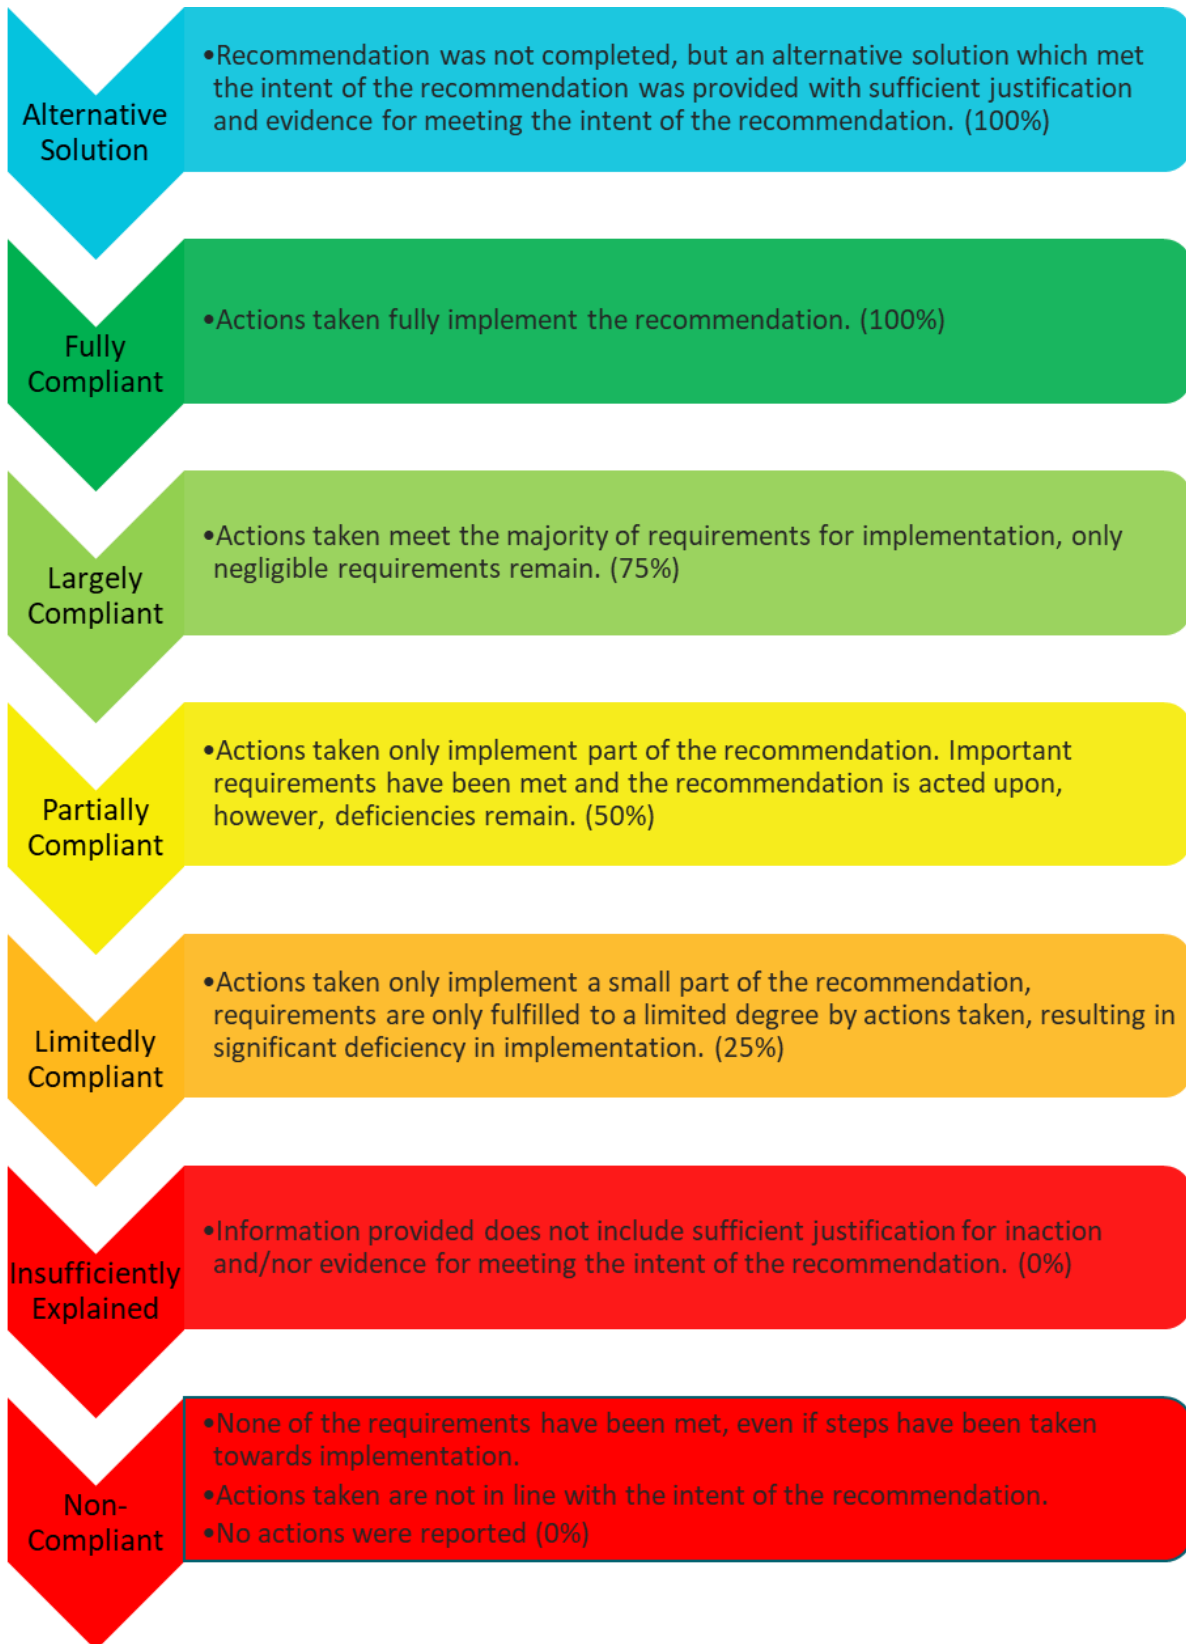 Alternative
Solution
•Recommendation was not completed, but an alternative solution which met
the intent of the recommendation was provided with sufficient justification
and evidence for meeting the intent of the recommendation. (100%)
Fully
Compliant
•Actions taken fully implement the recommendation. (100%)
Largely
Compliant
•Actions taken meet the majority of requirements for implementation, only
negligible requirements remain. (75%)
Partially
Compliant
•Actions taken only implement part of the recommendation. Important
requirements have been met and the recommendation is acted upon,
however, deficiencies remain. (50%)
Limitedly
Compliant
•Actions taken only implement a small part of the recommendation,
requirements are only fulfilled to a limited degree by actions taken, resulting in
significant deficiency in implementation. (25%)
Insufficiently
Explained
•Information provided does not include sufficient justification for inaction
and/nor evidence for meeting the intent of the recommendation. (0%)
Non-
Compliant
•None of the requirements have been met, even if steps have been taken
towards implementation.
•Actions taken are not in line with the intent of the recommendation.
•No actions were reported (0%)